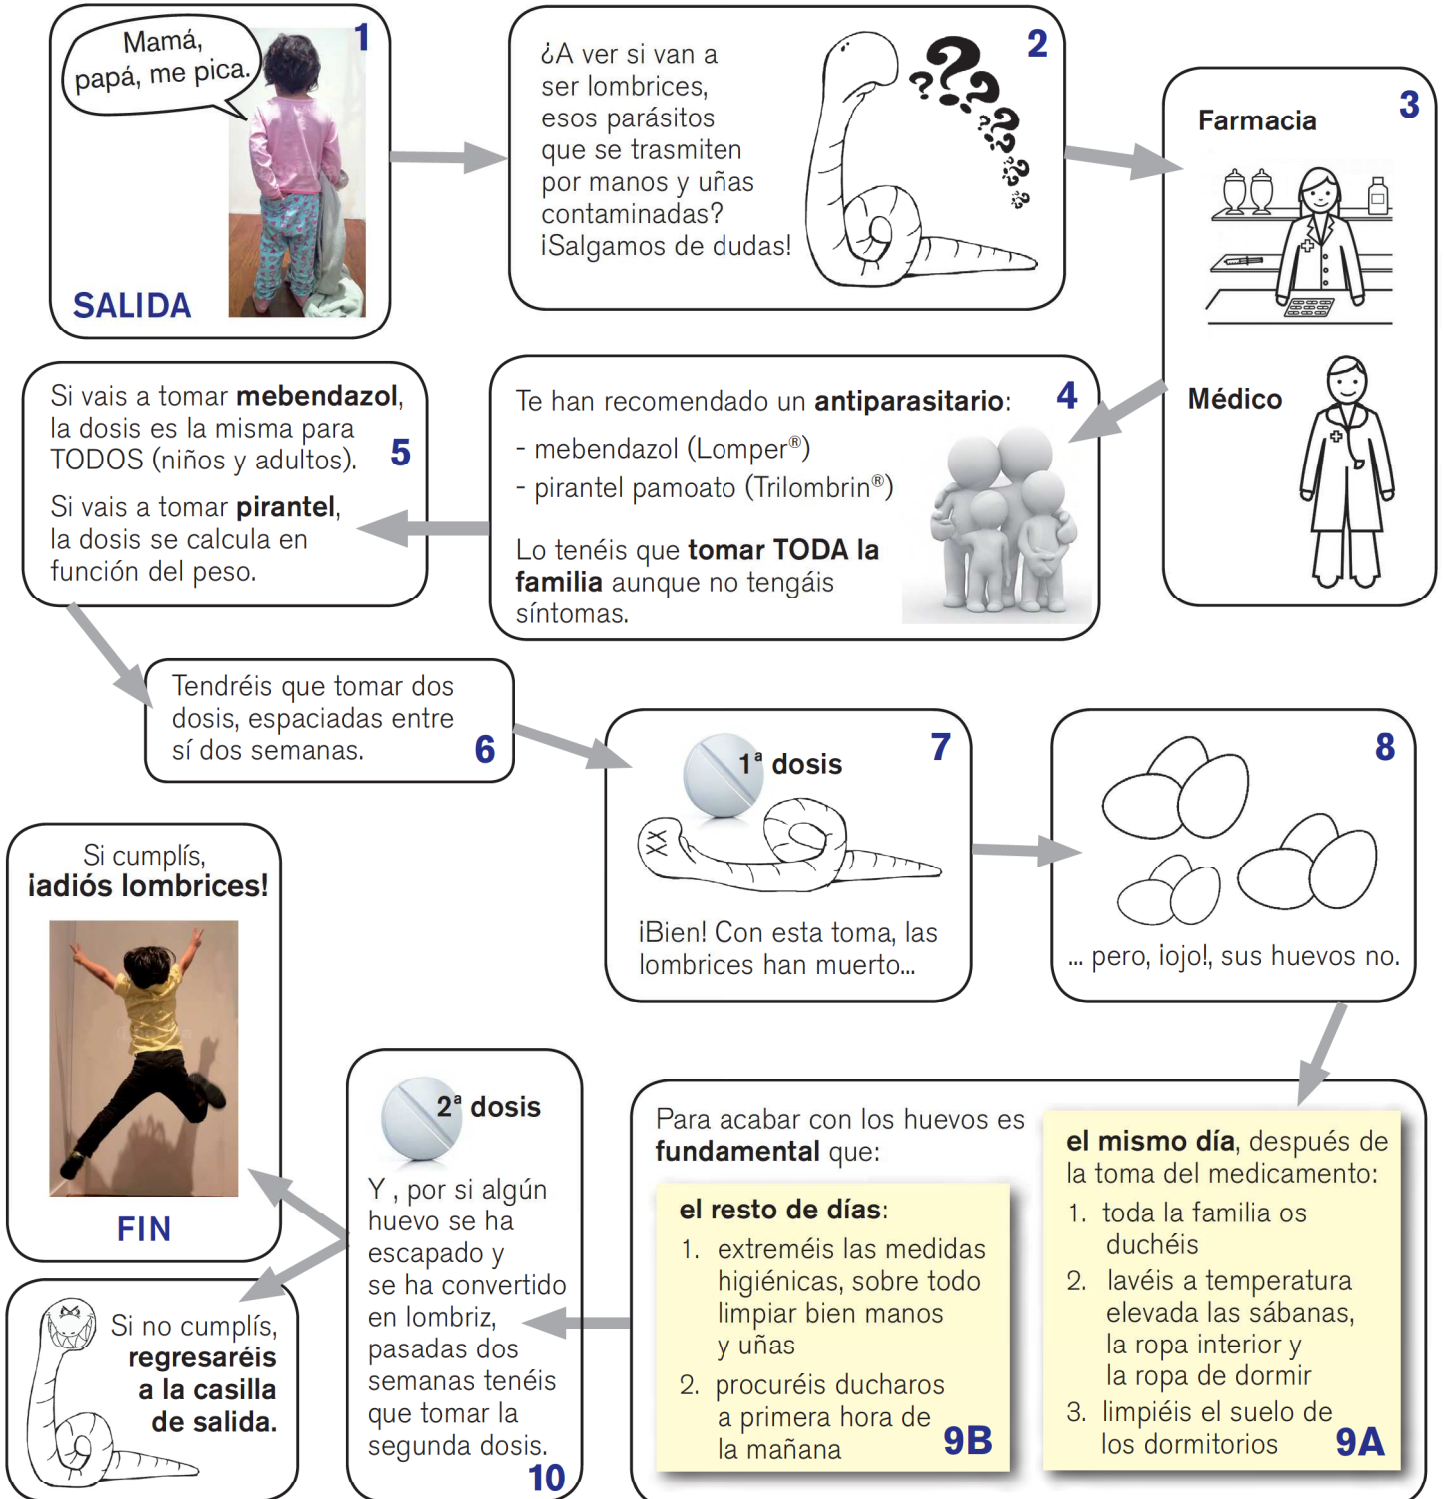 Mamá,
papá, me pica.
1
SALIDA
¿A ver si van a
ser lombrices,
esos parásitos
que se trasmiten
por manos y uñas
contaminadas?
¡Salgamos de dudas!
2
3
Farmacia
Médico
Te han recomendado un antiparasitario:
4
- mebendazol (Lomper®)
- pirantel pamoato (Trilombrin®)
Lo tenéis que tomar TODA la
familia aunque no tengáis
síntomas.
Si vais a tomar mebendazol,
la dosis es la misma para
TODOS (niños y adultos).
5
Si vais a tomar pirantel,
la dosis se calcula en
función del peso.
Tendréis que tomar dos
dosis, espaciadas entre
sí dos semanas.
6
7
1ª dosis
¡Bien! Con esta toma, las
lombrices han muerto...
8
... pero, ¡ojo!, sus huevos no.
Para acabar con los huevos es
fundamental que:
el mismo día, después de
la toma del medicamento:
1. toda la familia os
duchéis
2. lavéis a temperatura
elevada las sábanas,
la ropa interior y
la ropa de dormir
3. limpiéis el suelo de
los dormitorios
9A
el resto de días:
1. extreméis las medidas
higiénicas, sobre todo
limpiar bien manos
y uñas
2. procuréis ducharos
a primera hora de
la mañana
9B
2ª dosis
Y , por si algún
huevo se ha
escapado y
se ha convertido
en lombriz,
pasadas dos
semanas tenéis
que tomar la
segunda dosis.
10
Si cumplís,
¡adiós lombrices!
FIN
Si no cumplís,
regresaréis
a la casilla
de salida.